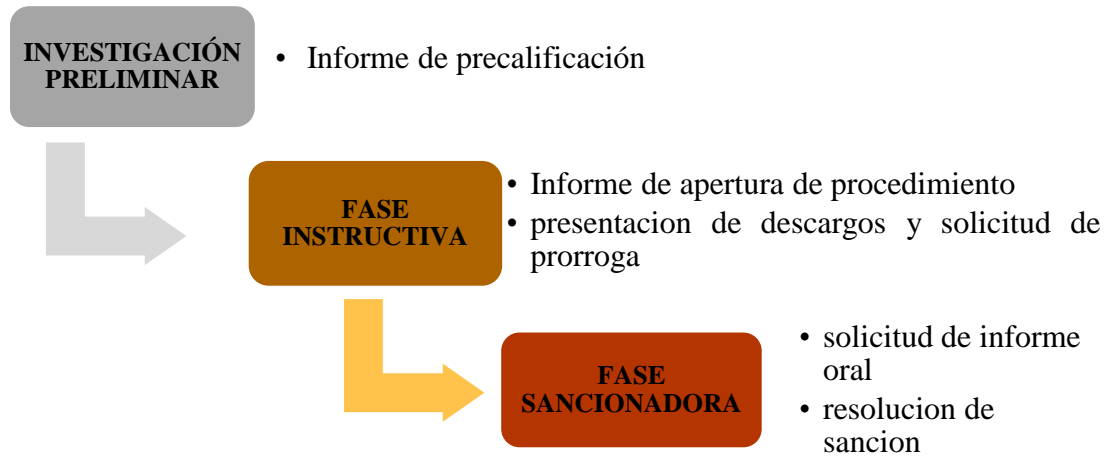 INVESTIGACIÓN
PRELIMINAR
• Informe de precalificación
FASE
INSTRUCTIVA
• Informe de apertura de procedimiento
• presentacion de descargos y solicitud de
prorroga
FASE
SANCIONADORA
• solicitud de informe
oral
• resolucion de
sancion